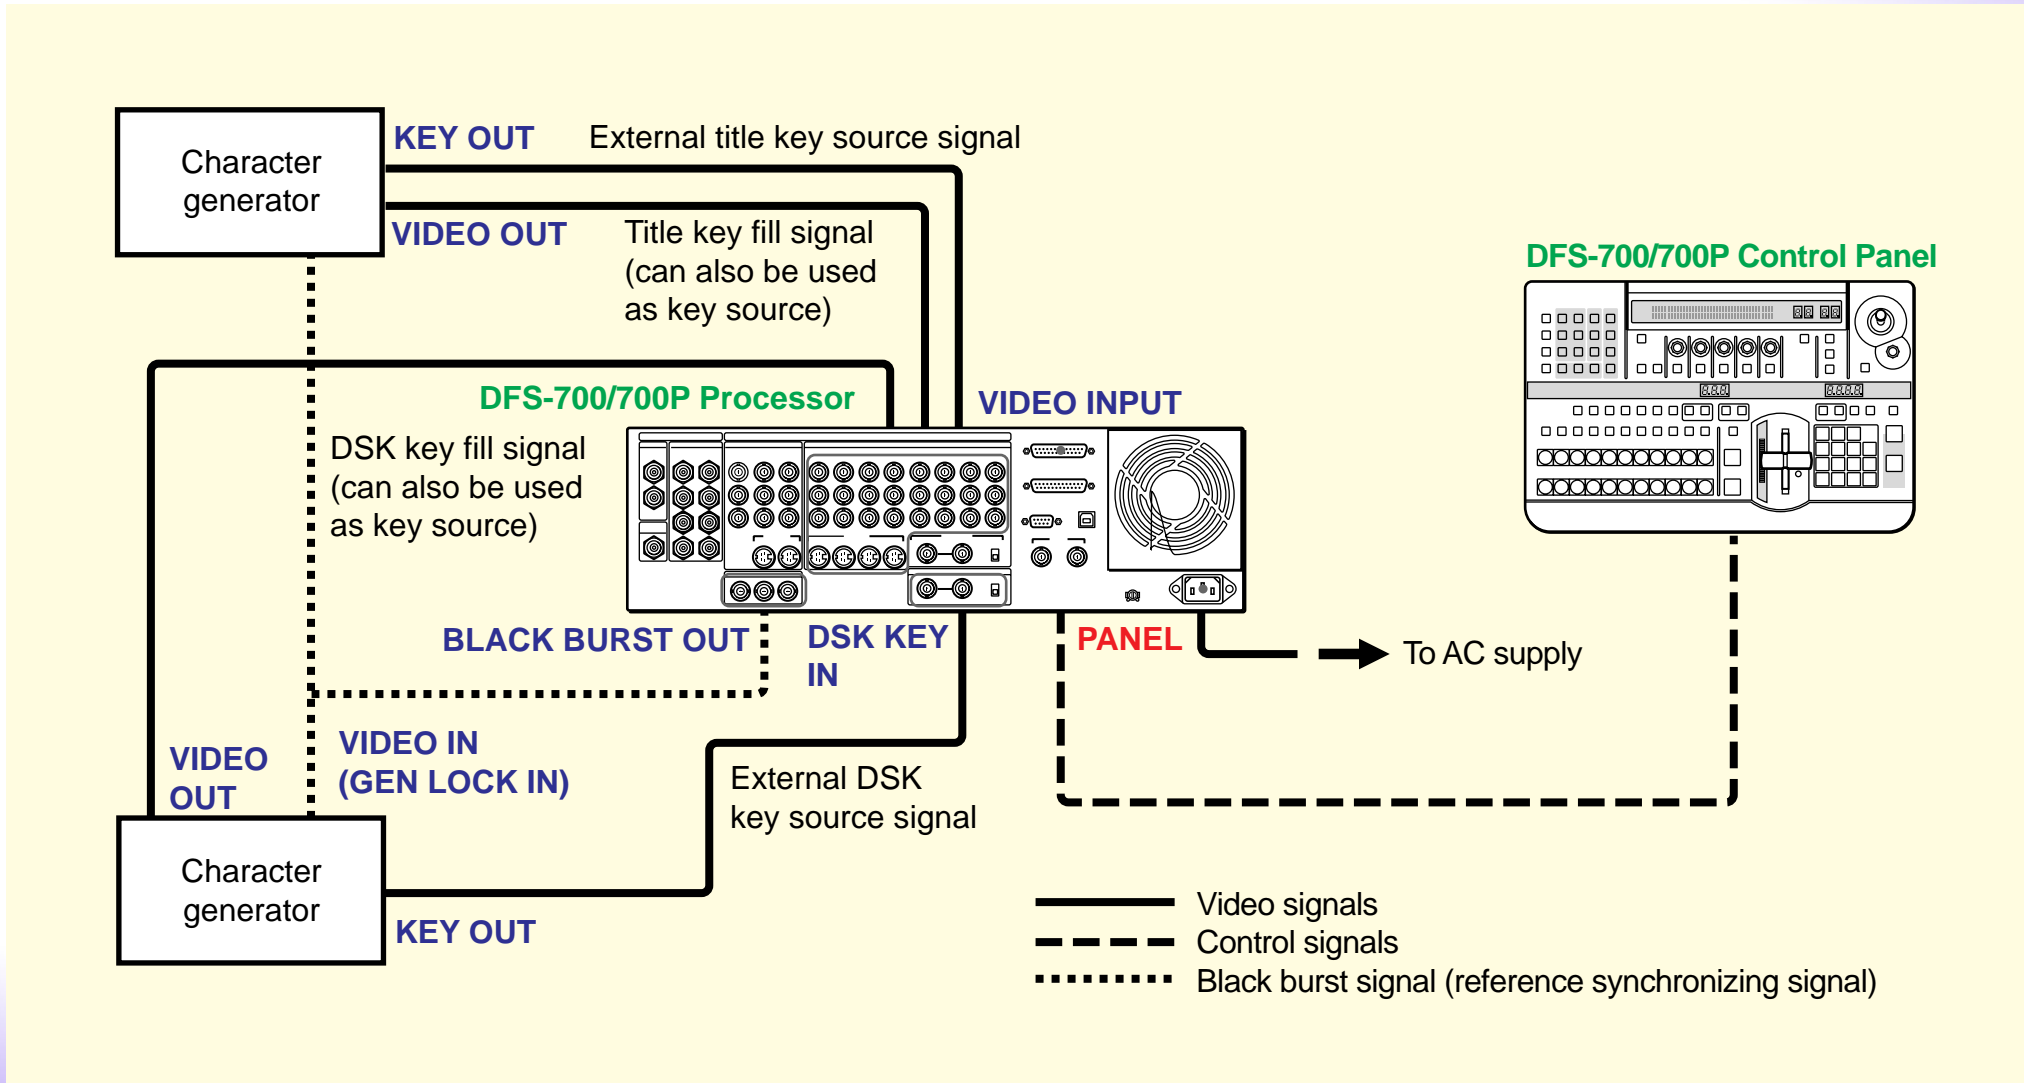 Character
generator
KEY OUT
External title key source signal
VIDEO OUT
Title key fill signal
(can also be used
as key source)
DFS-700/700P Control Panel
DFS-700/700P Processor
VIDEO INPUT
DSK key fill signal
(can also be used
as key source)
BLACK BURST OUT
DSK KEY
IN
PANEL
To AC supply
VIDEO
OUT
VIDEO IN
(GEN LOCK IN)
External DSK
key source signal
Character
generator
KEY OUT
Video signals
Control signals
Black burst signal (reference synchronizing signal)